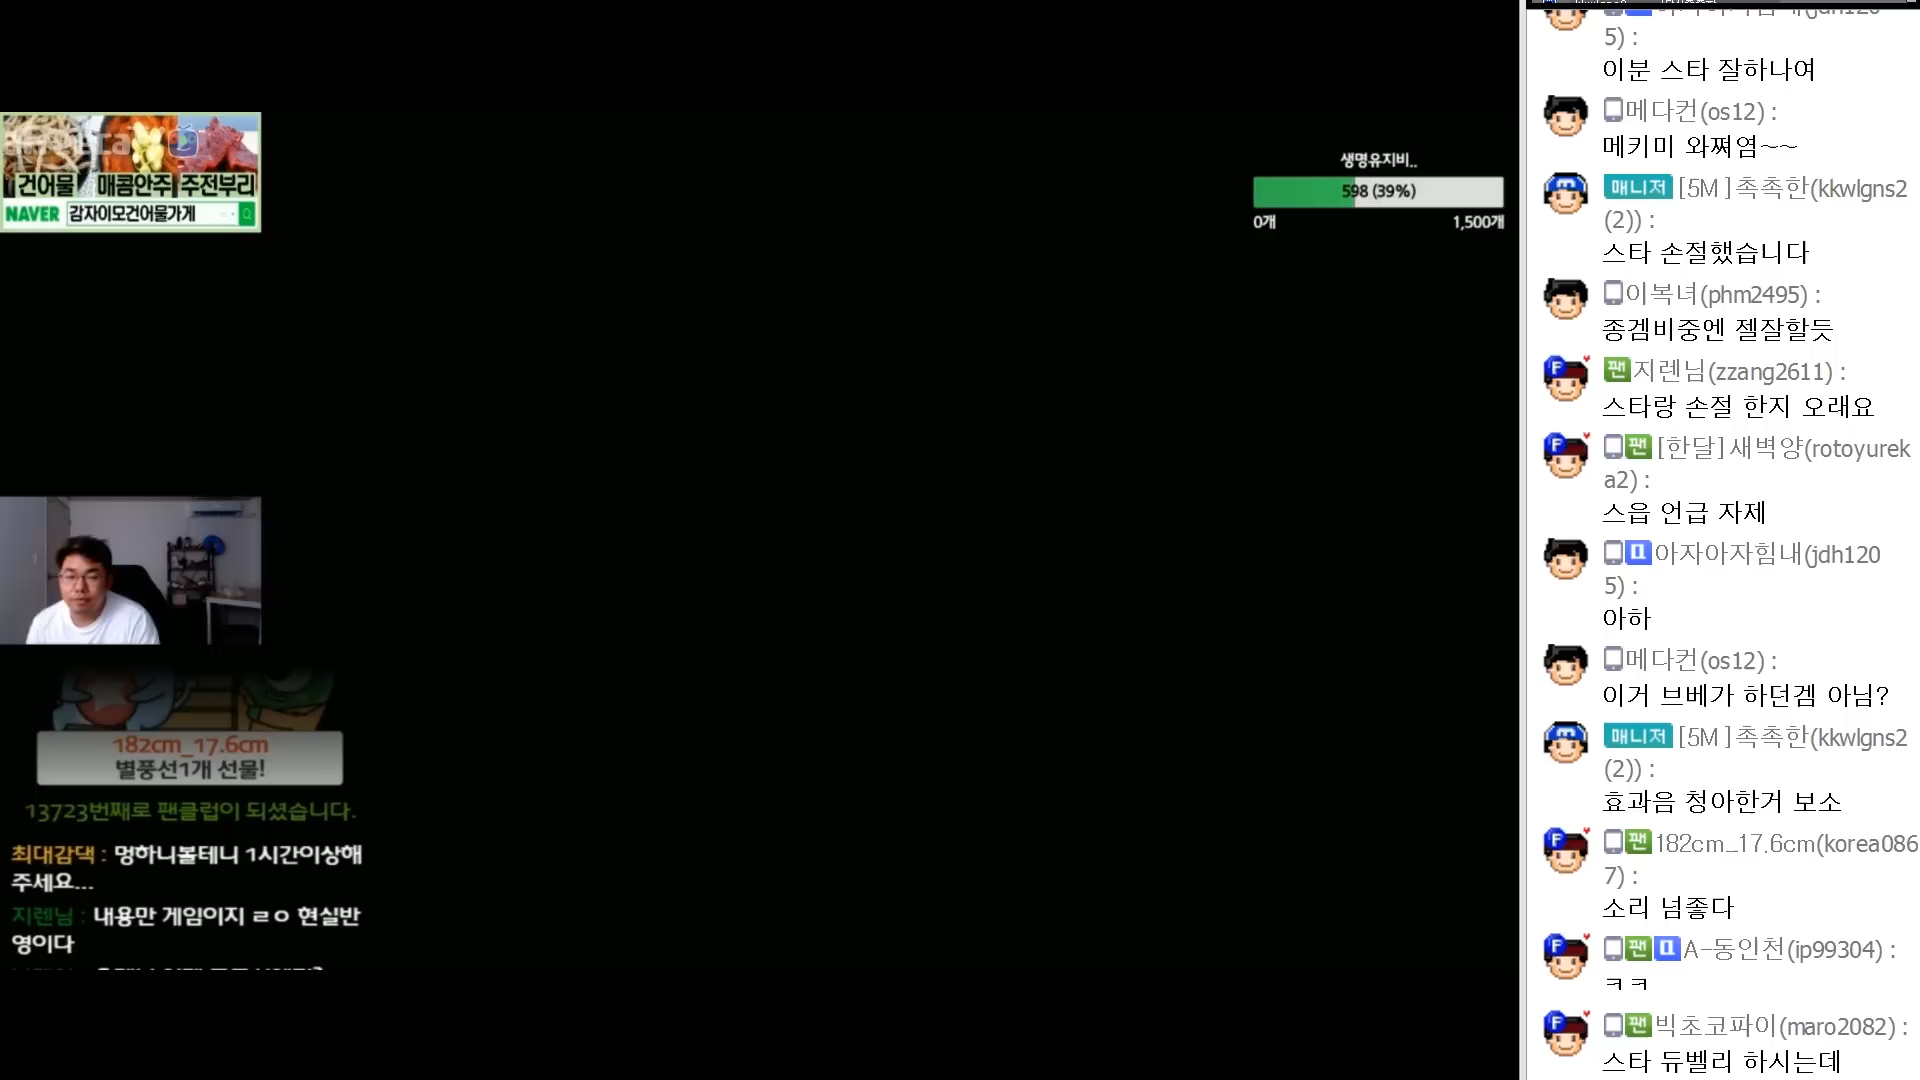 건어물 매콤안주 주전부리
NAVER 감자이모건어물가게
생명유지비..
598 (39%)
0개 1,500개
182cm_17.6cm
별풍선1개 선물!
13723번째로 팬클럽이 되셨습니다.
최대감댁 : 멍하니볼테니 1시간이상해
주세요...
지렌님 : 내용만 게임이지 ㄹㅇ 현실반
영이다
5) :
이분 스타 잘하나여
메다컨(os12) :
메키미 와쪄염~~
매니저 [5M]촉촉한(kkwlgns2
(2)) :
스타 손절했습니다
이복녀(phm2495) :
종겜비중엔 젤잘할듯
팬 지렌님(zzang2611) :
스타랑 손절 한지 오래요
팬 [한달]새벽양(rotoyurek
a2) :
스읍 언급 자제
아자아자힘내(jdh120
5) :
아하
메다컨(os12) :
이거 브베가 하던겜 아님?
매니저 [5M]촉촉한(kkwlgns2
(2)) :
효과음 청아한거 보소
팬 182cm_17.6cm(korea086
7) :
소리 넘좋다
팬 A-동인천(ip99304) :
ㅋㅋ
팬 빅초코파이(maro2082) :
스타 듀벨리 하시는데